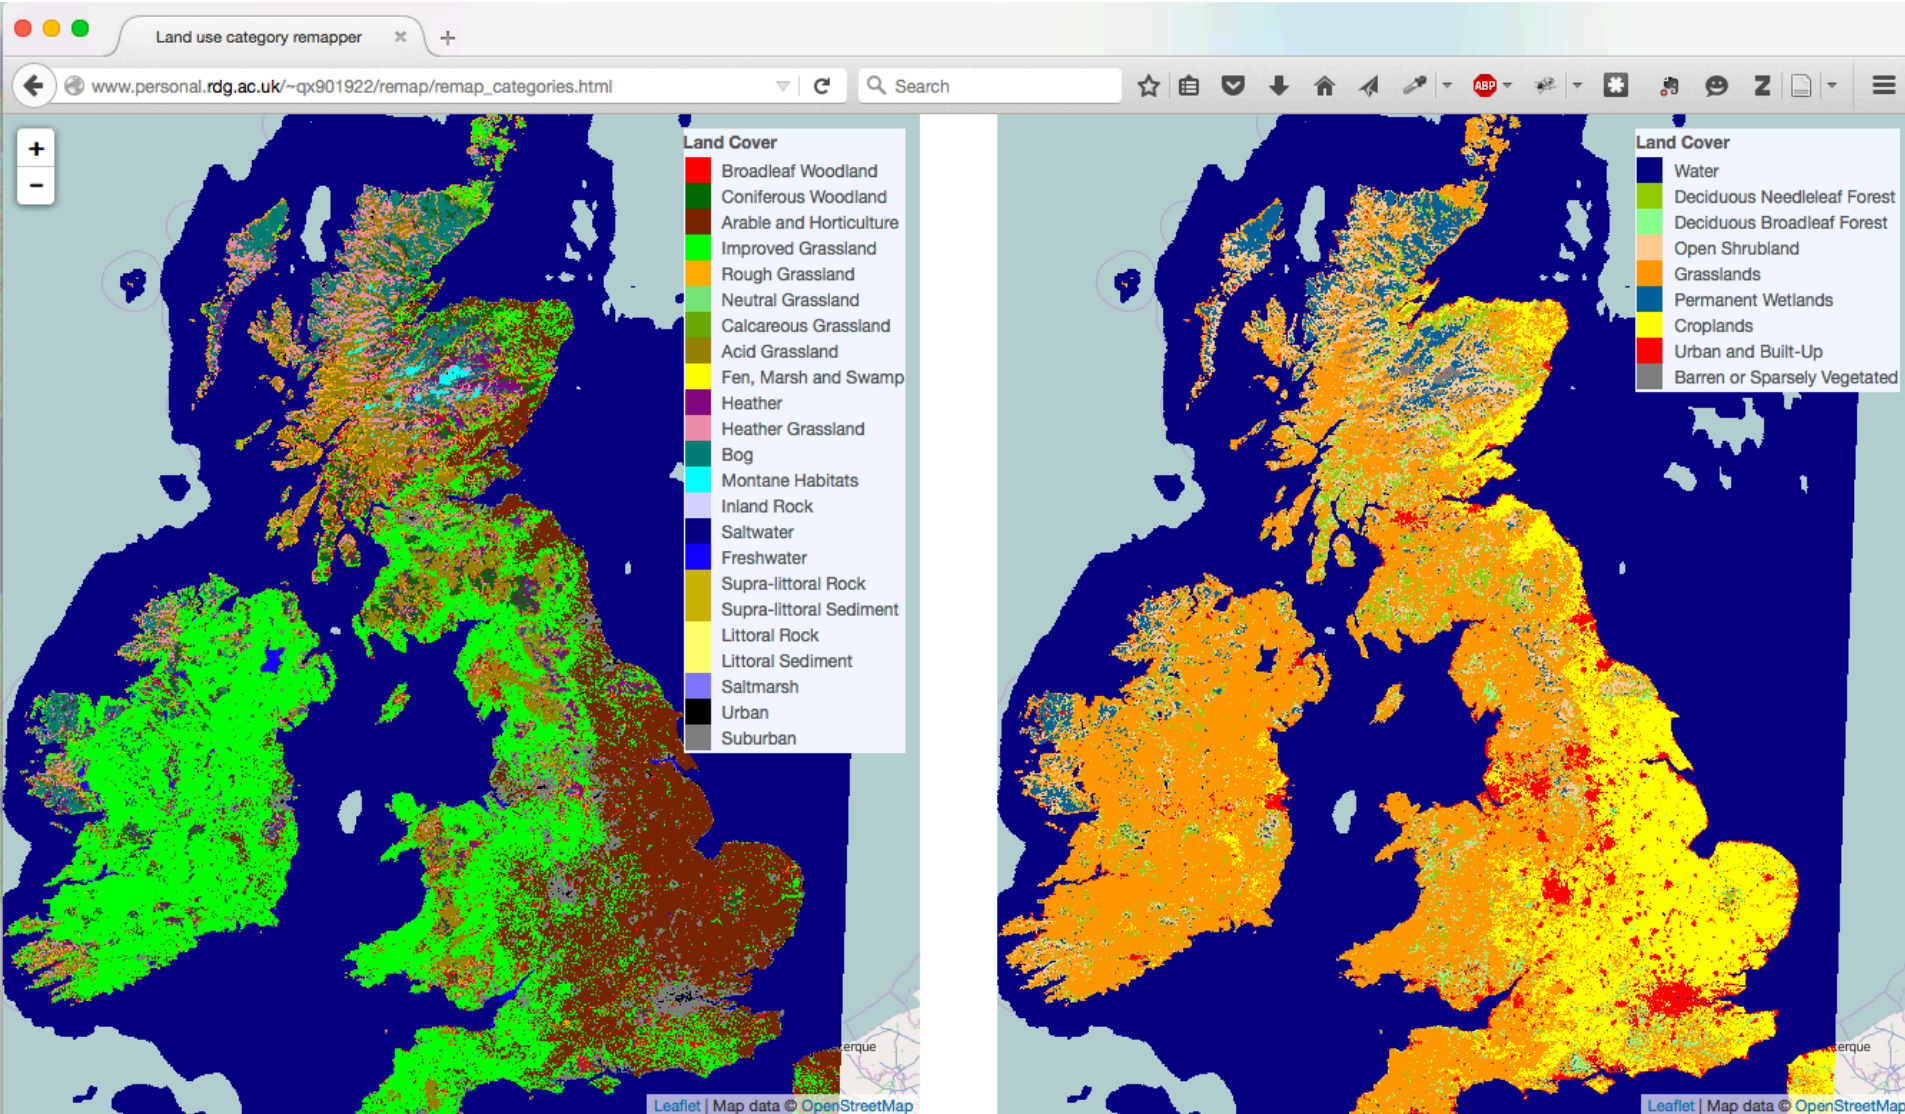 Land use category remapper
www.personal.rdg.ac.uk/~qx901922/remap/remap_categories.html
Search
ABP
Z
+
−
Land Cover
Broadleaf Woodland
Coniferous Woodland
Arable and Horticulture
Improved Grassland
Rough Grassland
Neutral Grassland
Calcareous Grassland
Acid Grassland
Fen, Marsh and Swamp
Heather
Heather Grassland
Bog
Montane Habitats
Inland Rock
Saltwater
Freshwater
Supra-littoral Rock
Supra-littoral Sediment
Littoral Rock
Littoral Sediment
Saltmarsh
Urban
Suburban
erque
Leaflet | Map data © OpenStreetMap
Land Cover
Water
Deciduous Needleleaf Forest
Deciduous Broadleaf Forest
Open Shrubland
Grasslands
Permanent Wetlands
Croplands
Urban and Built-Up
Barren or Sparsely Vegetated
erque
Leaflet | Map data © OpenStreetMap